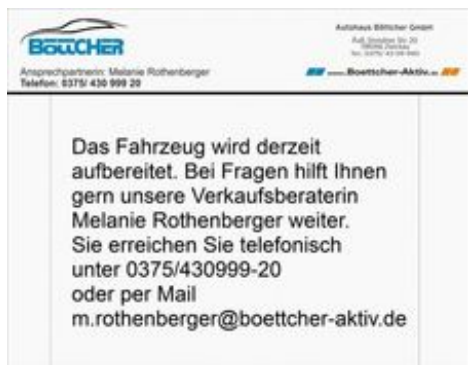 BöttCHER
Autohaus Böttcher GmbH
Ansprechpartnerin: Melanie Rothenberger
Telefon: 0375/ 430 999 20
www.Boettcher-Aktiv.de
Das Fahrzeug wird derzeit
aufbereitet. Bei Fragen hilft Ihnen
gern unsere Verkaufsberaterin
Melanie Rothenberger weiter.
Sie erreichen Sie telefonisch
unter 0375/430999-20
oder per Mail
m.rothenberger@boettcher-aktiv.de